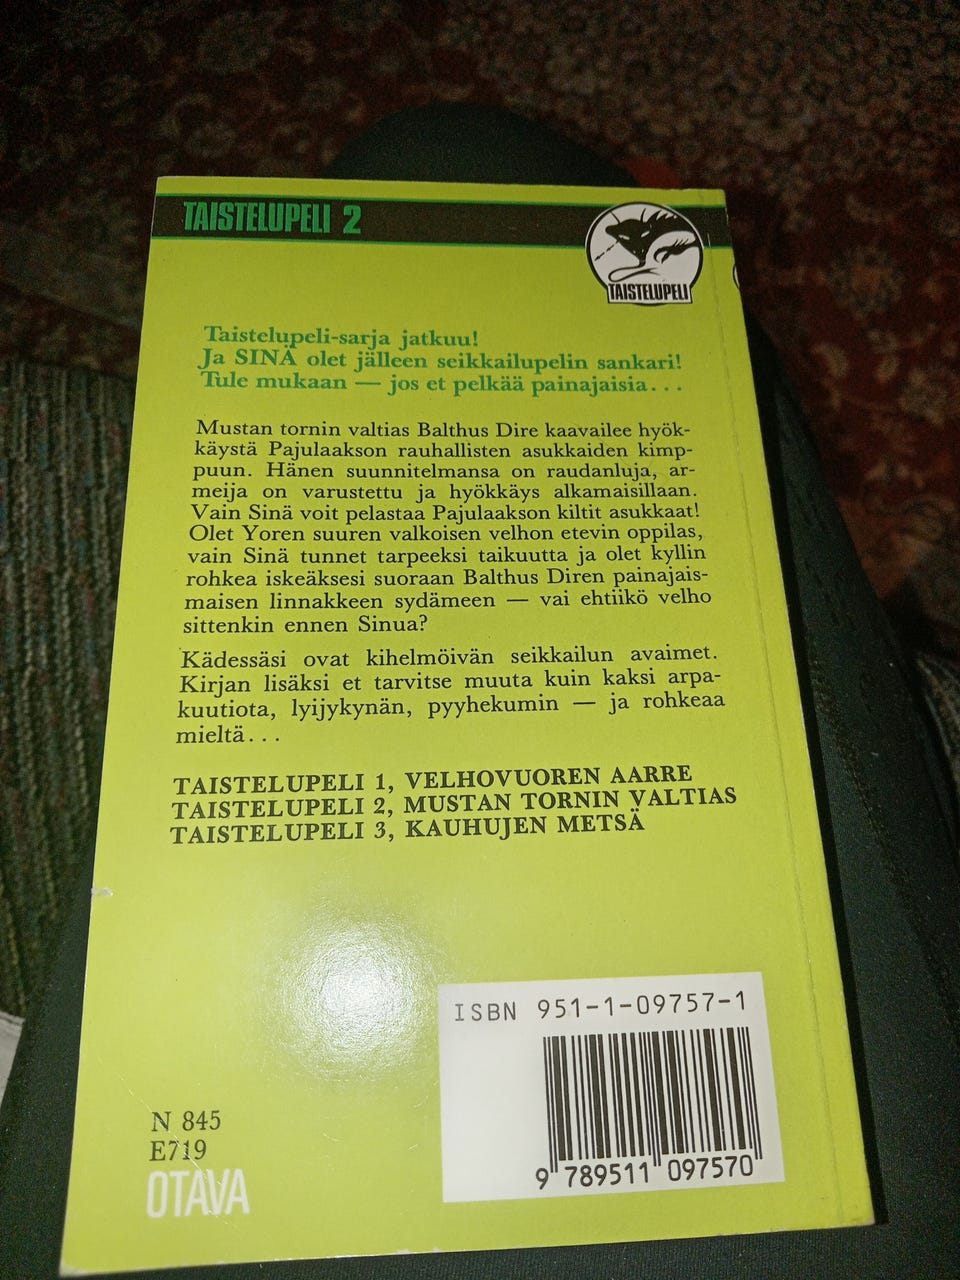 TAISTELUPELI 2
TAISTELUPELI
Taistelupeli-sarja jatkuu!
Ja SINÄ olet jälleen seikkailupelin sankari!
Tule mukaan — jos et pelkää painajaisia...
Mustan tornin valtias Balthus Dire kaavailee hyök-
käystä Pajulaakson rauhallisten asukkaiden kimp-
puun. Hänen suunnitelmansa on raudanluja, ar-
meija on varustettu ja hyökkäys alkamaisillaan.
Vain Sinä voit pelastaa Pajulaakson kiltit asukkaat!
Olet Yoren suuren valkoisen velhon etevin oppilas,
vain Sinä tunnet tarpeeksi taikuutta ja olet kyllin
rohkea iskeäksesi suoraan Balthus Diren painajais-
maisen linnakkeen sydämeen — vai ehtiikö velho
sittenkin ennen Sinua?
Kädessäsi ovat kihelmöivän seikkailun avaimet.
Kirjan lisäksi et tarvitse muuta kuin kaksi arpa-
kuutiota, lyijykynän, pyyhekumin — ja rohkeaa
mieltä...
TAISTELUPELI 1, VELHOVUOREN AARRE
TAISTELUPELI 2, MUSTAN TORNIN VALTIAS
TAISTELUPELI 3, KAUHUJEN METSÄ
ISBN 951-1-09757-1
9 789511 097570
N 845
E719
OTAVA